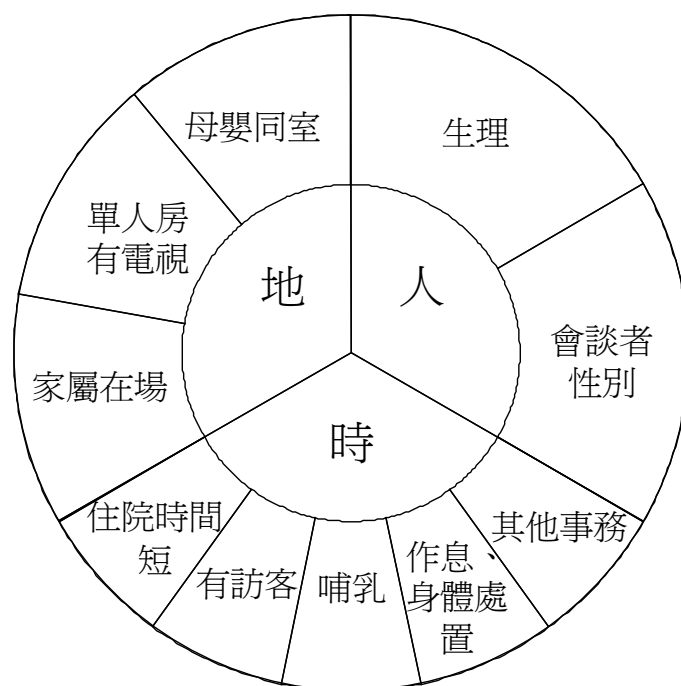 母嬰同室
生理
單人房
有電視
地
人
會談者
性別
家屬在場
時
住院時間
短
有訪客
哺乳
作息、
身體處
置
其他事務